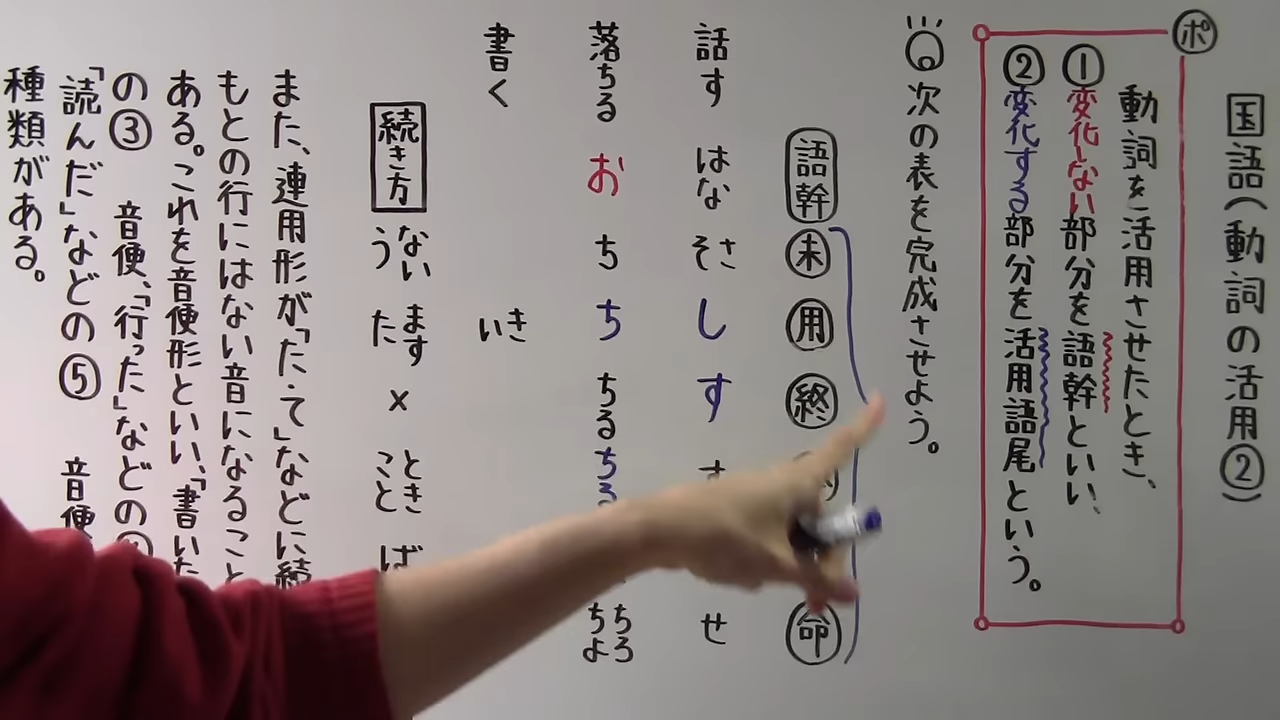 国語(動詞の活用②)
ポ
動詞を活用させたとき、
①変化しない部分を語幹といい、
②変化する部分を活用語尾という。
Q 次の表を完成させよう。
語幹 未 用 終 命
話す はな さ そ し す せ
落ちる お ち ち ちる ちる ちろ ちよ
書く き い
続き方 ない う ます た × とき こと ば
また、連用形が「た・て」などに続
もとの行にはない音になること
ある。これを音便形といい、「書いた
の③ 音便、「行った」などの
「読んだ」などの⑤ 音便
種類がある。